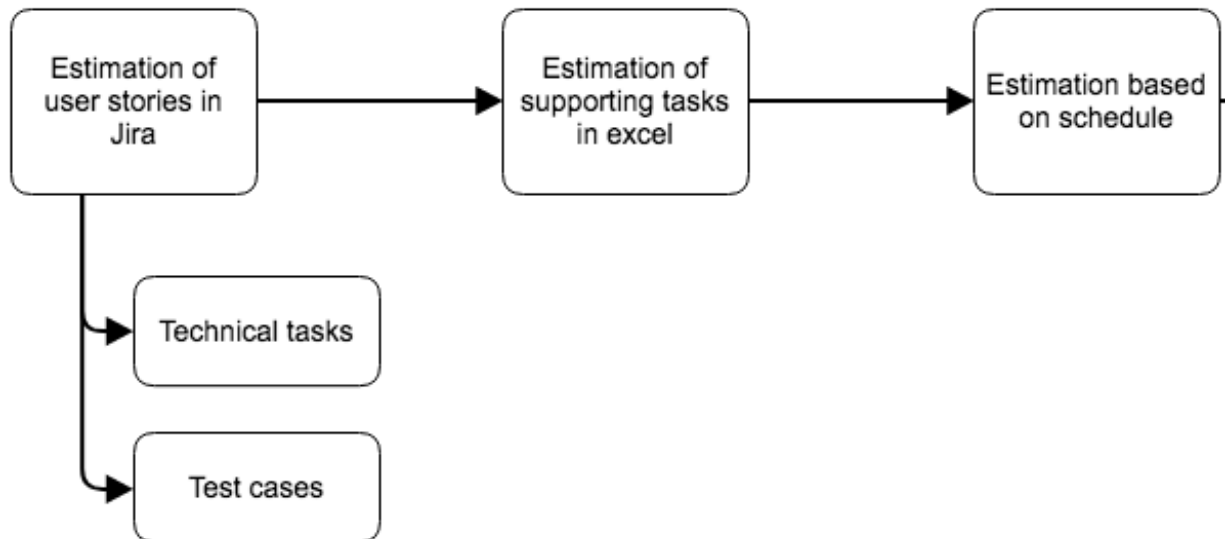 Estimation of
user stories in
Jira
Estimation of
supporting tasks
in excel
Estimation based
on schedule
Technical tasks
Test cases